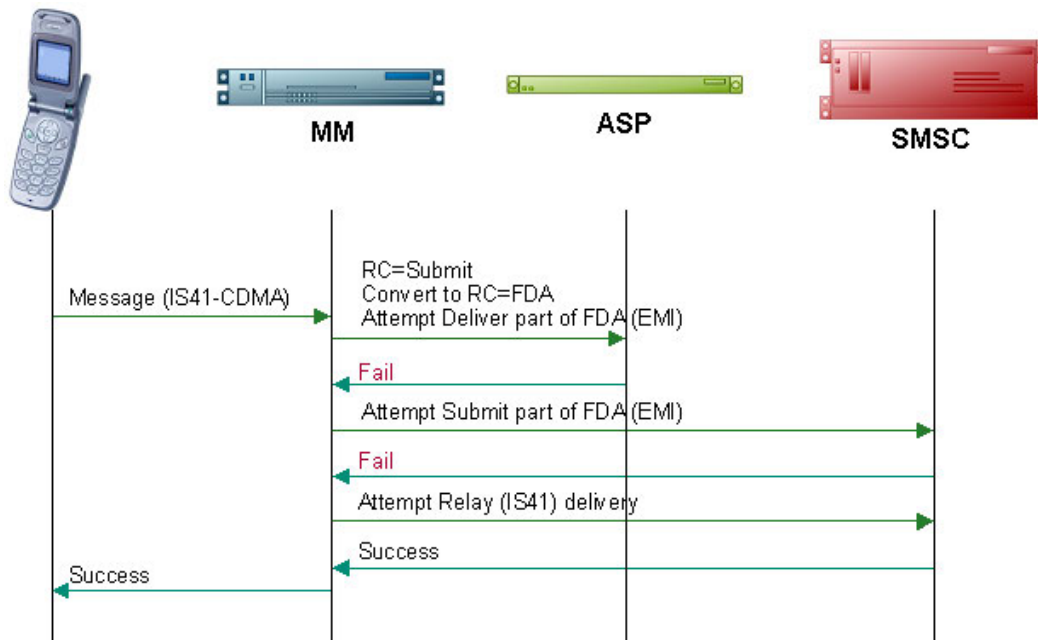 MM
ASP
SMSC
RC=Submit
Convert to RC=FDA
Message (IS41-CDMA)
Attempt Deliver part of FDA (EMI)
Fail
Attempt Submit part of FDA (EMI)
Fail
Attempt Relay (IS41) delivery
Success
Success